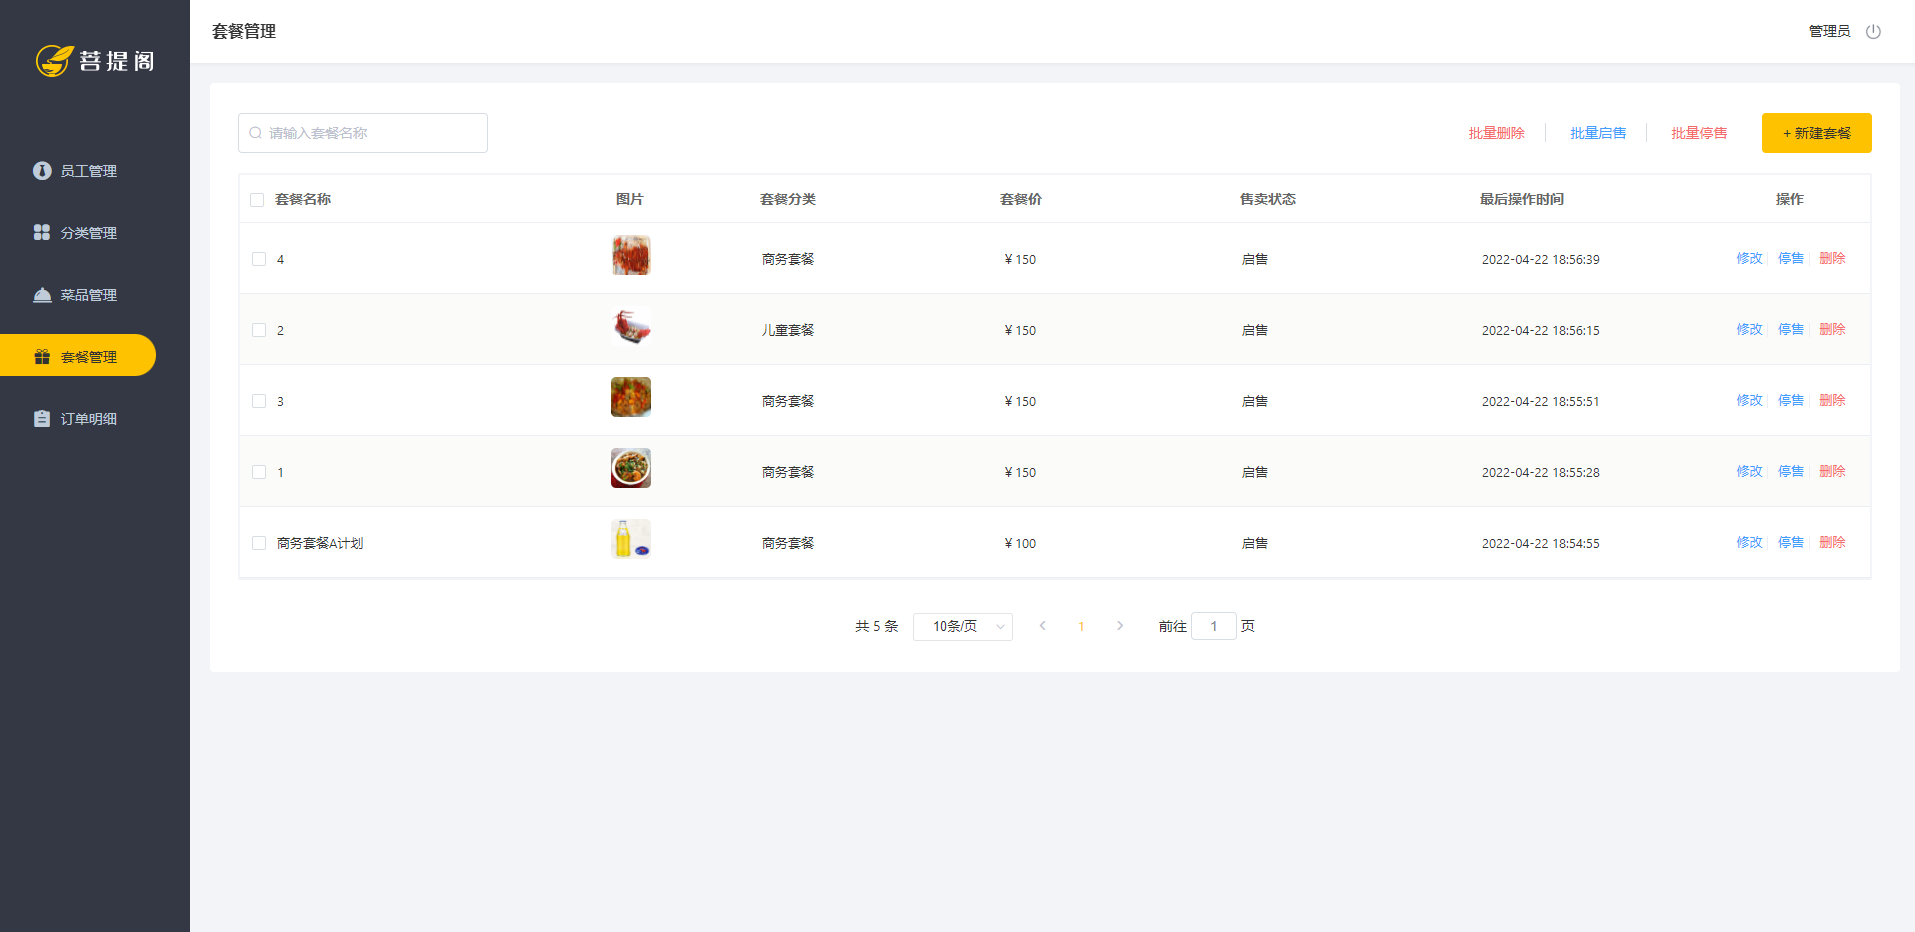 菩提阁
套餐管理
管理员
员工管理
分类管理
菜品管理
套餐管理
订单明细
请输入套餐名称
批量删除 批量启售 批量停售 + 新建套餐
套餐名称 图片 套餐分类 套餐价 售卖状态 最后操作时间 操作
4 商务套餐 ¥ 150 启售 2022-04-22 18:56:39 修改 停售 删除
2 儿童套餐 ¥ 150 启售 2022-04-22 18:56:15 修改 停售 删除
3 商务套餐 ¥ 150 启售 2022-04-22 18:55:51 修改 停售 删除
1 商务套餐 ¥ 150 启售 2022-04-22 18:55:28 修改 停售 删除
商务套餐A计划 商务套餐 ¥ 100 启售 2022-04-22 18:54:55 修改 停售 删除
共 5 条 10条/页 1 前往 1 页